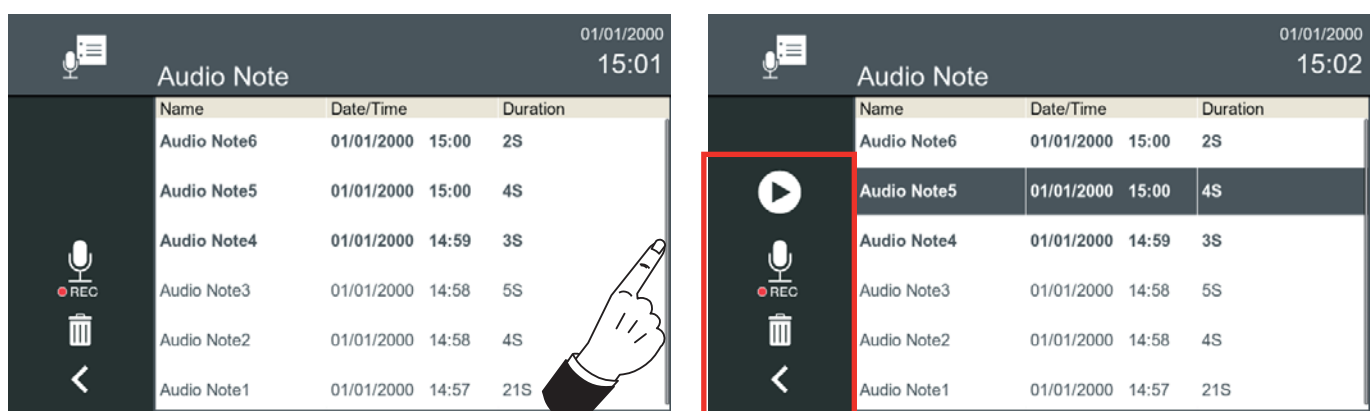 01/01/2000
15:01
Audio Note
Name Date/Time Duration
Audio Note6 01/01/2000 15:00 2S
Audio Note5 01/01/2000 15:00 4S
Audio Note4 01/01/2000 14:59 3S
Audio Note3 01/01/2000 14:58 5S
Audio Note2 01/01/2000 14:58 4S
Audio Note1 01/01/2000 14:57 21S
REC
01/01/2000
15:02
Audio Note
Name Date/Time Duration
Audio Note6 01/01/2000 15:00 2S
Audio Note5 01/01/2000 15:00 4S
Audio Note4 01/01/2000 14:59 3S
Audio Note3 01/01/2000 14:58 5S
Audio Note2 01/01/2000 14:58 4S
Audio Note1 01/01/2000 14:57 21S
REC